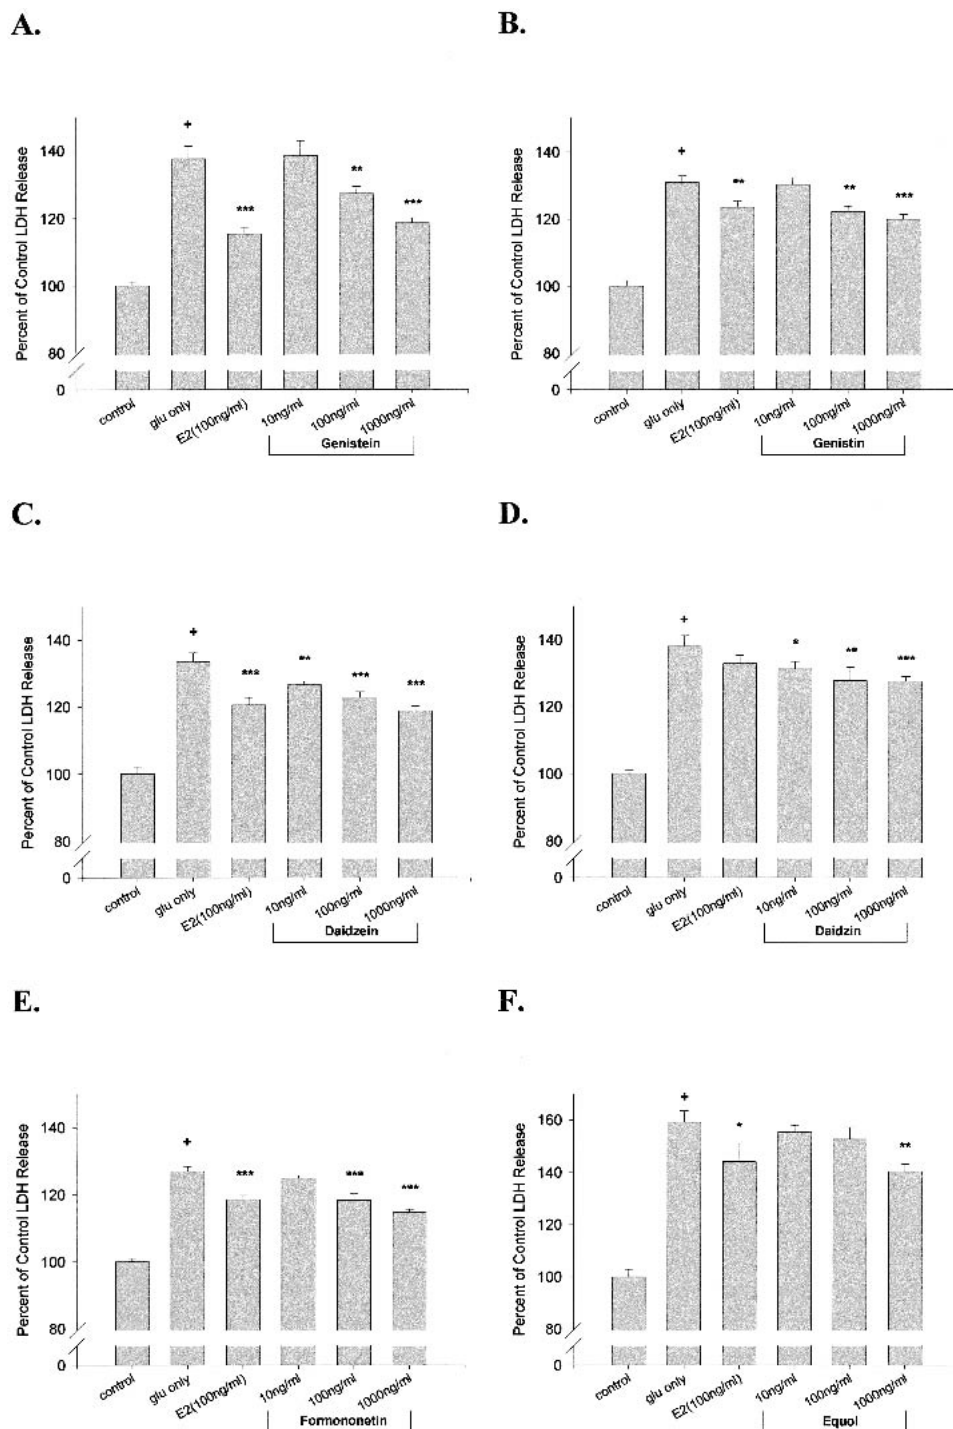 A.
Percent of Control LDH Release
140
120
100
80
0
+
***
**
***
control
glu only
E2(100ng/ml)
10ng/ml
100ng/ml
1000ng/ml
Genistein
B.
Percent of Control LDH Release
140
120
100
80
0
+
**
**
***
control
glu only
E2(100ng/ml)
10ng/ml
100ng/ml
1000ng/ml
Genistin
C.
Percent of Control LDH Release
140
120
100
80
0
+
***
**
***
***
control
glu only
E2(100ng/ml)
10ng/ml
100ng/ml
1000ng/ml
Daidzein
D.
Percent of Control LDH Release
140
120
100
80
0
+
*
**
***
control
glu only
E2(100ng/ml)
10ng/ml
100ng/ml
1000ng/ml
Daidzin
E.
Percent of Control LDH Release
140
120
100
80
0
+
***
***
***
control
glu only
E2(100ng/ml)
10ng/ml
100ng/ml
1000ng/ml
Formononetin
F.
Percent of Control LDH Release
160
140
120
100
80
0
+
*
**
control
glu only
E2(100ng/ml)
10ng/ml
100ng/ml
1000ng/ml
Equol